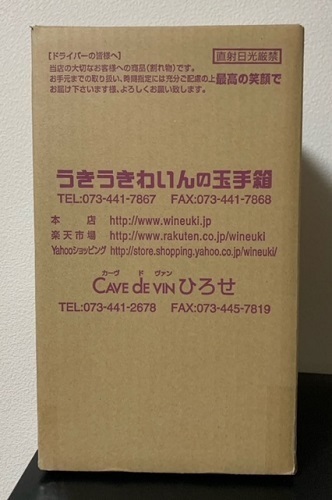 【ドライバーの皆様へ】
直射日光厳禁
当店の大切なお客様への商品(割れ物)です。
お手元までの取り扱い、時間指定には充分ご配慮の上最高の笑顔で
お届け下さいます様、よろしくお願い致します。
うきうきわいんの玉手箱
TEL:073-441-7867 FAX:073-441-7868
本店 http://www.wineuki.jp
楽天市場 http://www.rakuten.co.jp/wineuki
Yahooショッピング http://store.shopping.yahoo.co.jp/wineuki/
カーヴ ド ヴァン
CAVE de VIN ひろせ
TEL:073-441-2678 FAX:073-445-7819